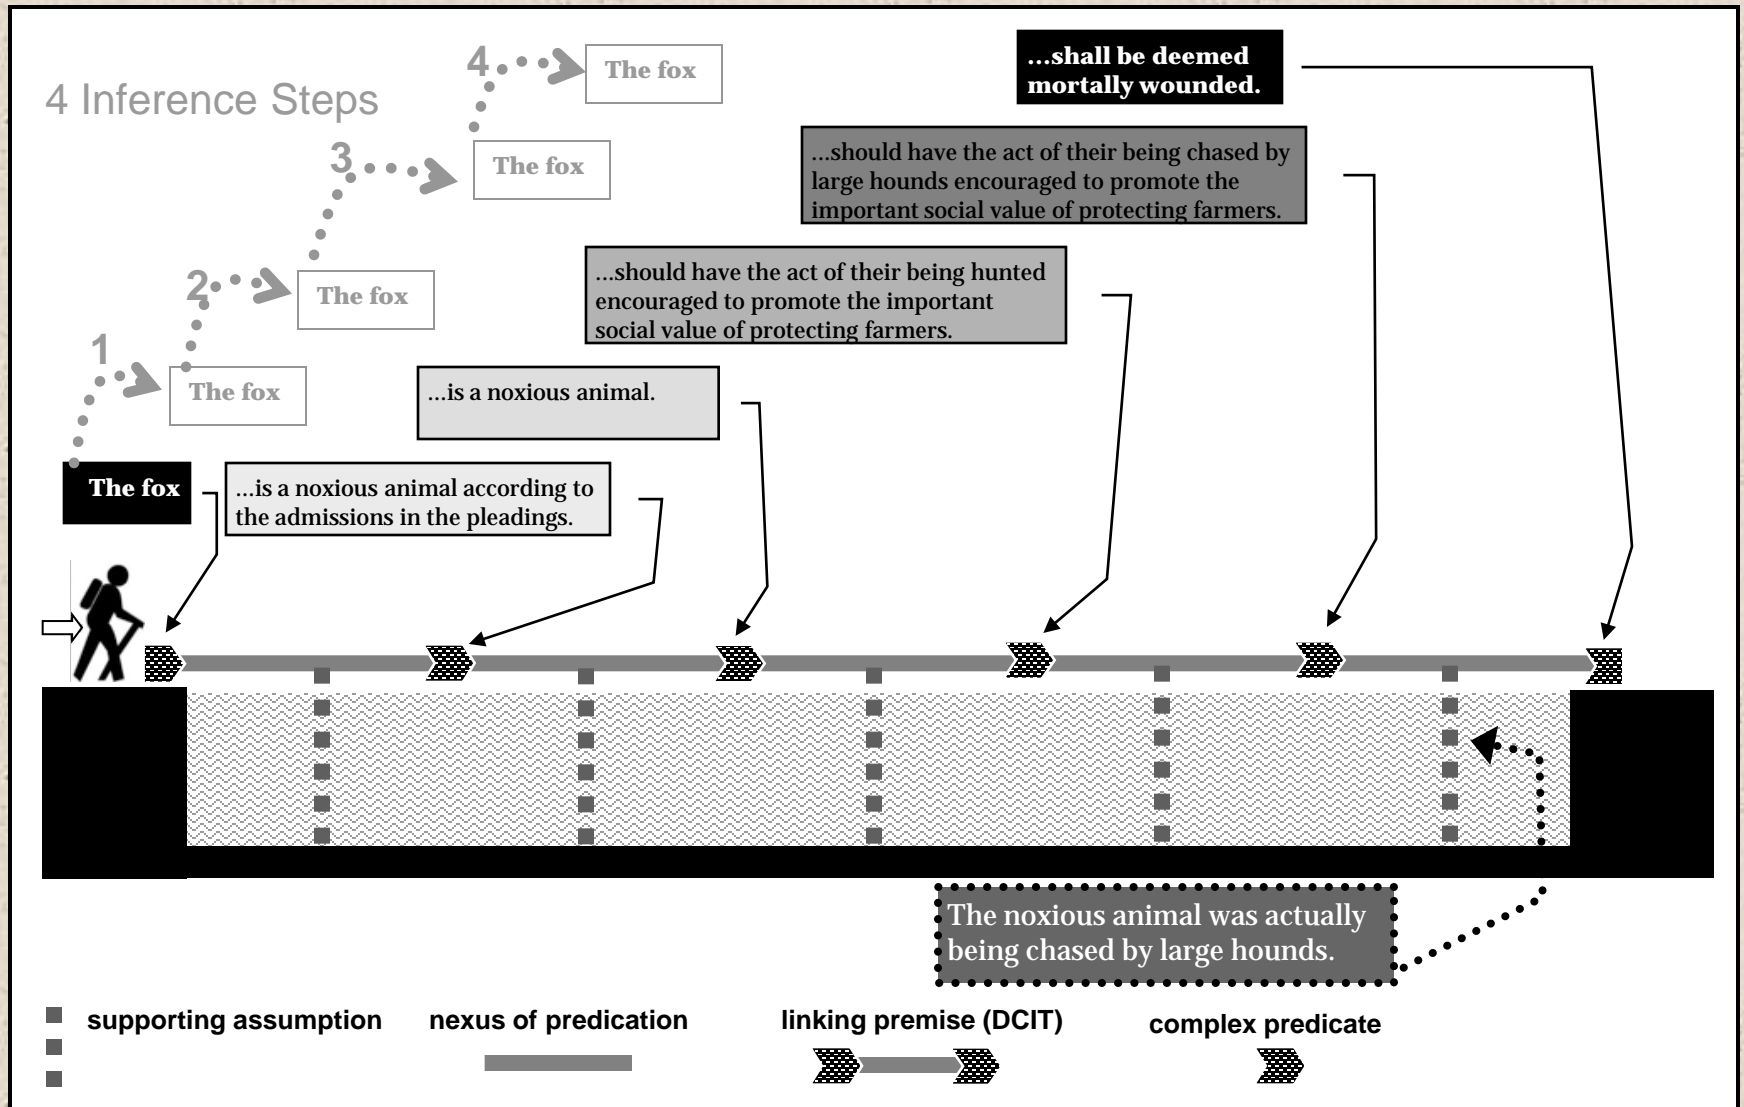 4 Inference Steps
4
The fox
3
The fox
2
The fox
1
The fox
The fox
...shall be deemed
mortally wounded.
...should have the act of their being chased by
large hounds encouraged to promote the
important social value of protecting farmers.
...should have the act of their being hunted
encouraged to promote the important
social value of protecting farmers.
...is a noxious animal.
...is a noxious animal according to
the admissions in the pleadings.
The noxious animal was actually
being chased by large hounds.
supporting assumption
nexus of predication
linking premise (DCIT)
complex predicate